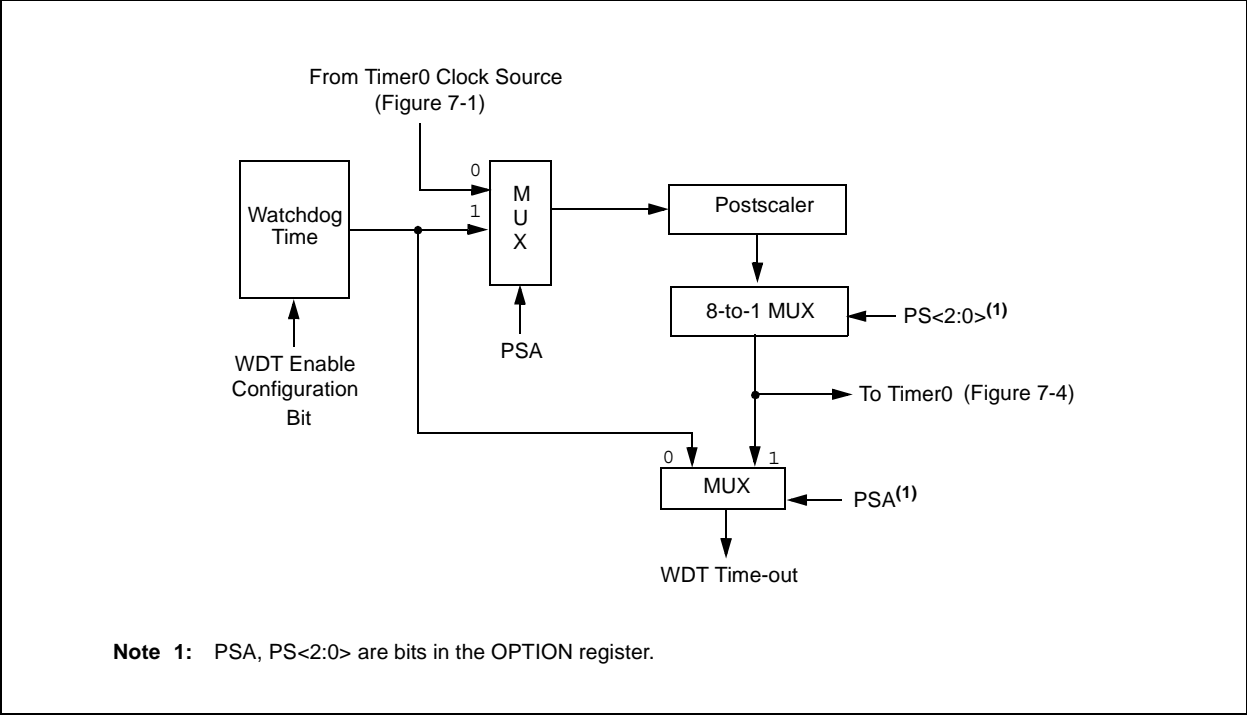 From Timer0 Clock Source
(Figure 7-1)
0
1
M
U
X
Watchdog
Time
Postscaler
8-to-1 MUX
PS<2:0>(1)
PSA
WDT Enable
Configuration
Bit
To Timer0 (Figure 7-4)
0
1
MUX
PSA(1)
WDT Time-out
Note 1: PSA, PS<2:0> are bits in the OPTION register.